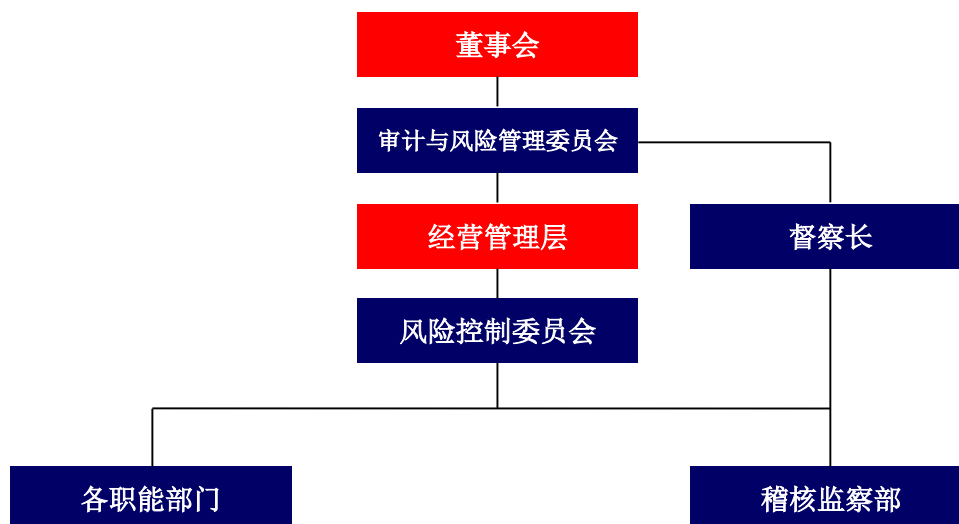 董事会
审计与风险管理委员会
经营管理层
督察长
风险控制委员会
各职能部门
稽核监察部